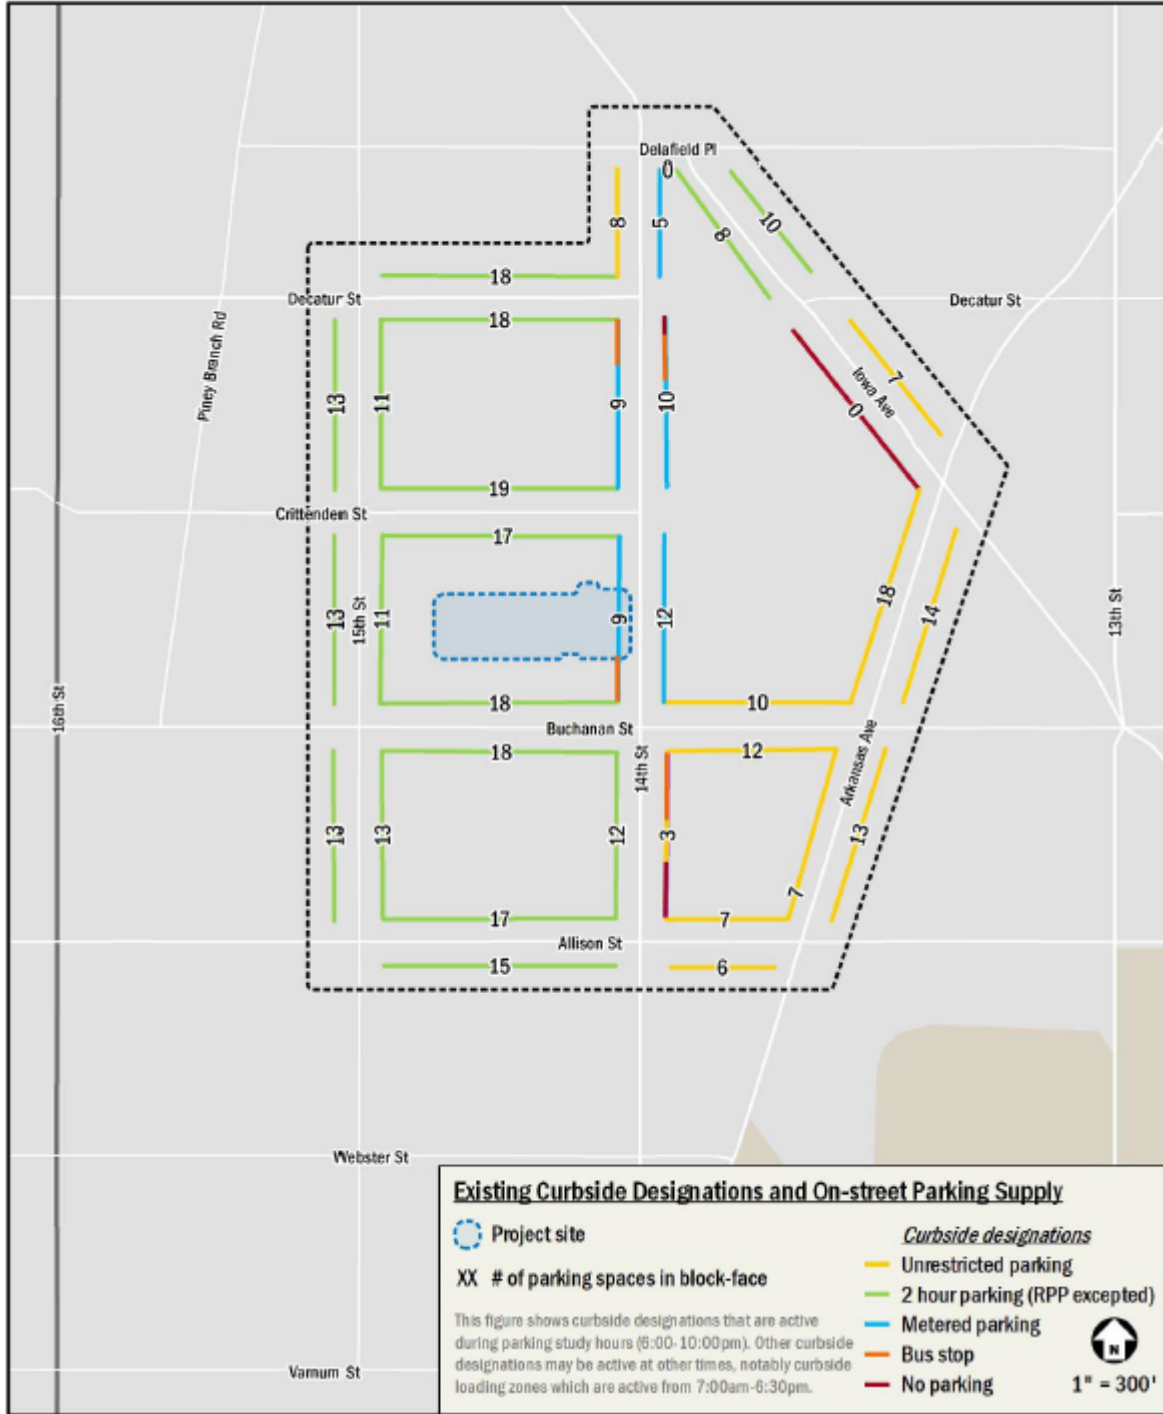 Delafield Pl
0
8
5
8
10
18
Decatur St
Decatur St
18
7
Iowa Ave
Piney Branch Rd
13
11
9
10
0
19
Crittendem St
17
18
14
13
15th St
11
9
12
13th St
16th St
18
10
Buchanan St
18
12
14th St
Arkansas Ave
13
13
12
3
13
7
17
7
Allison St
15
6
Webster St
Varnum St
Existing Curbside Designations and On-street Parking Supply
Project site
XX # of parking spaces in block-face
This figure shows curbside designations that are active
during parking study hours (6:00-10:00pm). Other curbside
designations may be active at other times, notably curbside
loading zones which are active from 7:00am-6:30pm.
Curbside designations
Unrestricted parking
2 hour parking (RPP excepted)
Metered parking
Bus stop
No parking
N
1" = 300'